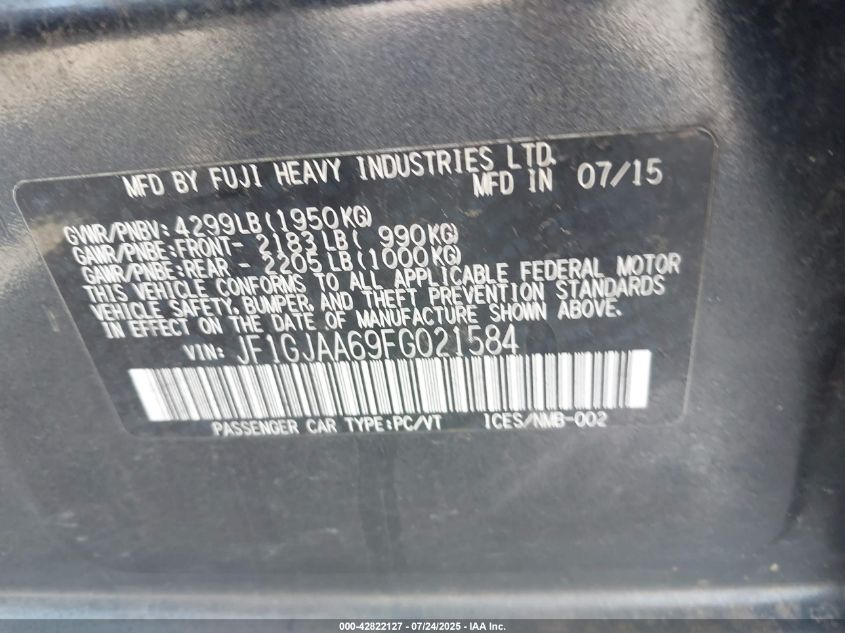 MFD BY FUJI HEAVY INDUSTRIES LTD.
MFD IN 07/15
GVWR/PNBV:4299LB(1950KG)
GAWR/PNBE:FRONT- 2183LB( 990KG)
GAWR/PNBE:REAR - 2205LB(1000KG)
THIS VEHICLE CONFORMS TO ALL APPLICABLE FEDERAL MOTOR
VEHICLE SAFETY, BUMPER, AND THEFT PREVENTION STANDARDS
IN EFFECT ON THE DATE OF MANUFACTURE SHOWN ABOVE.
VIN: JF1GJAA69FG021584
PASSENGER CAR TYPE:PC/VT ICES/NMB-002
000-42822127 - 07/24/2025 - IAA Inc.